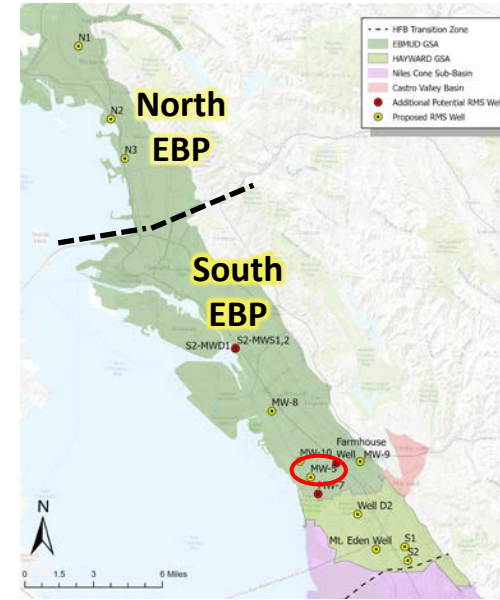 HFB Transition Zone
EBMUD GSA
HAYWARD GSA
Niles Cone Sub-Basin
Castro Valley Basin
Additional Potential RMS Wel
Proposed RMS Well
N1
N2
N3
North
EBP
South
EBP
S2-MWD1 S2-MWS1,2
MW-8
Farmhouse
Well
MW-10
MW-9
MW-5
MW-7
Well D2
Mt. Eden Well
S1
S2
N
0 1.5 3 6 Miles